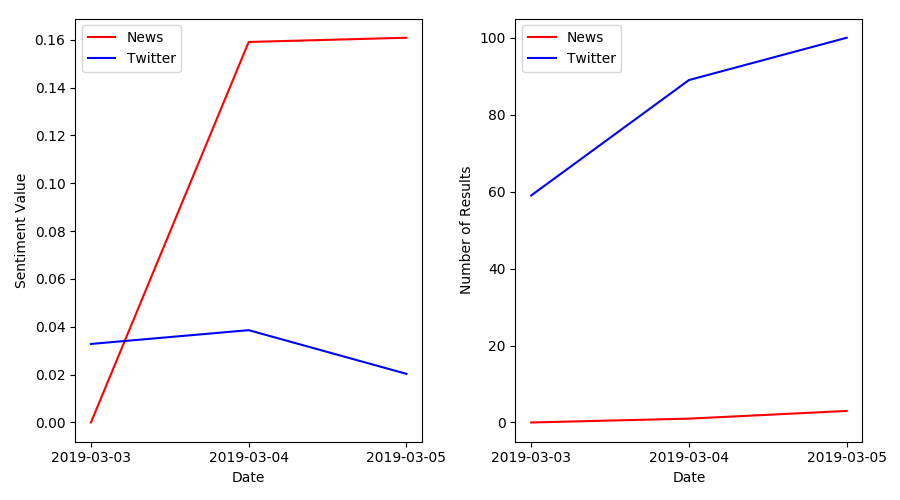 News
Twitter
0.16
0.14
0.12
0.10
0.08
0.06
0.04
0.02
0.00
Sentiment Value
2019-03-03 2019-03-04 2019-03-05
Date
News
Twitter
100
80
60
40
20
0
Number of Results
2019-03-03 2019-03-04 2019-03-05
Date